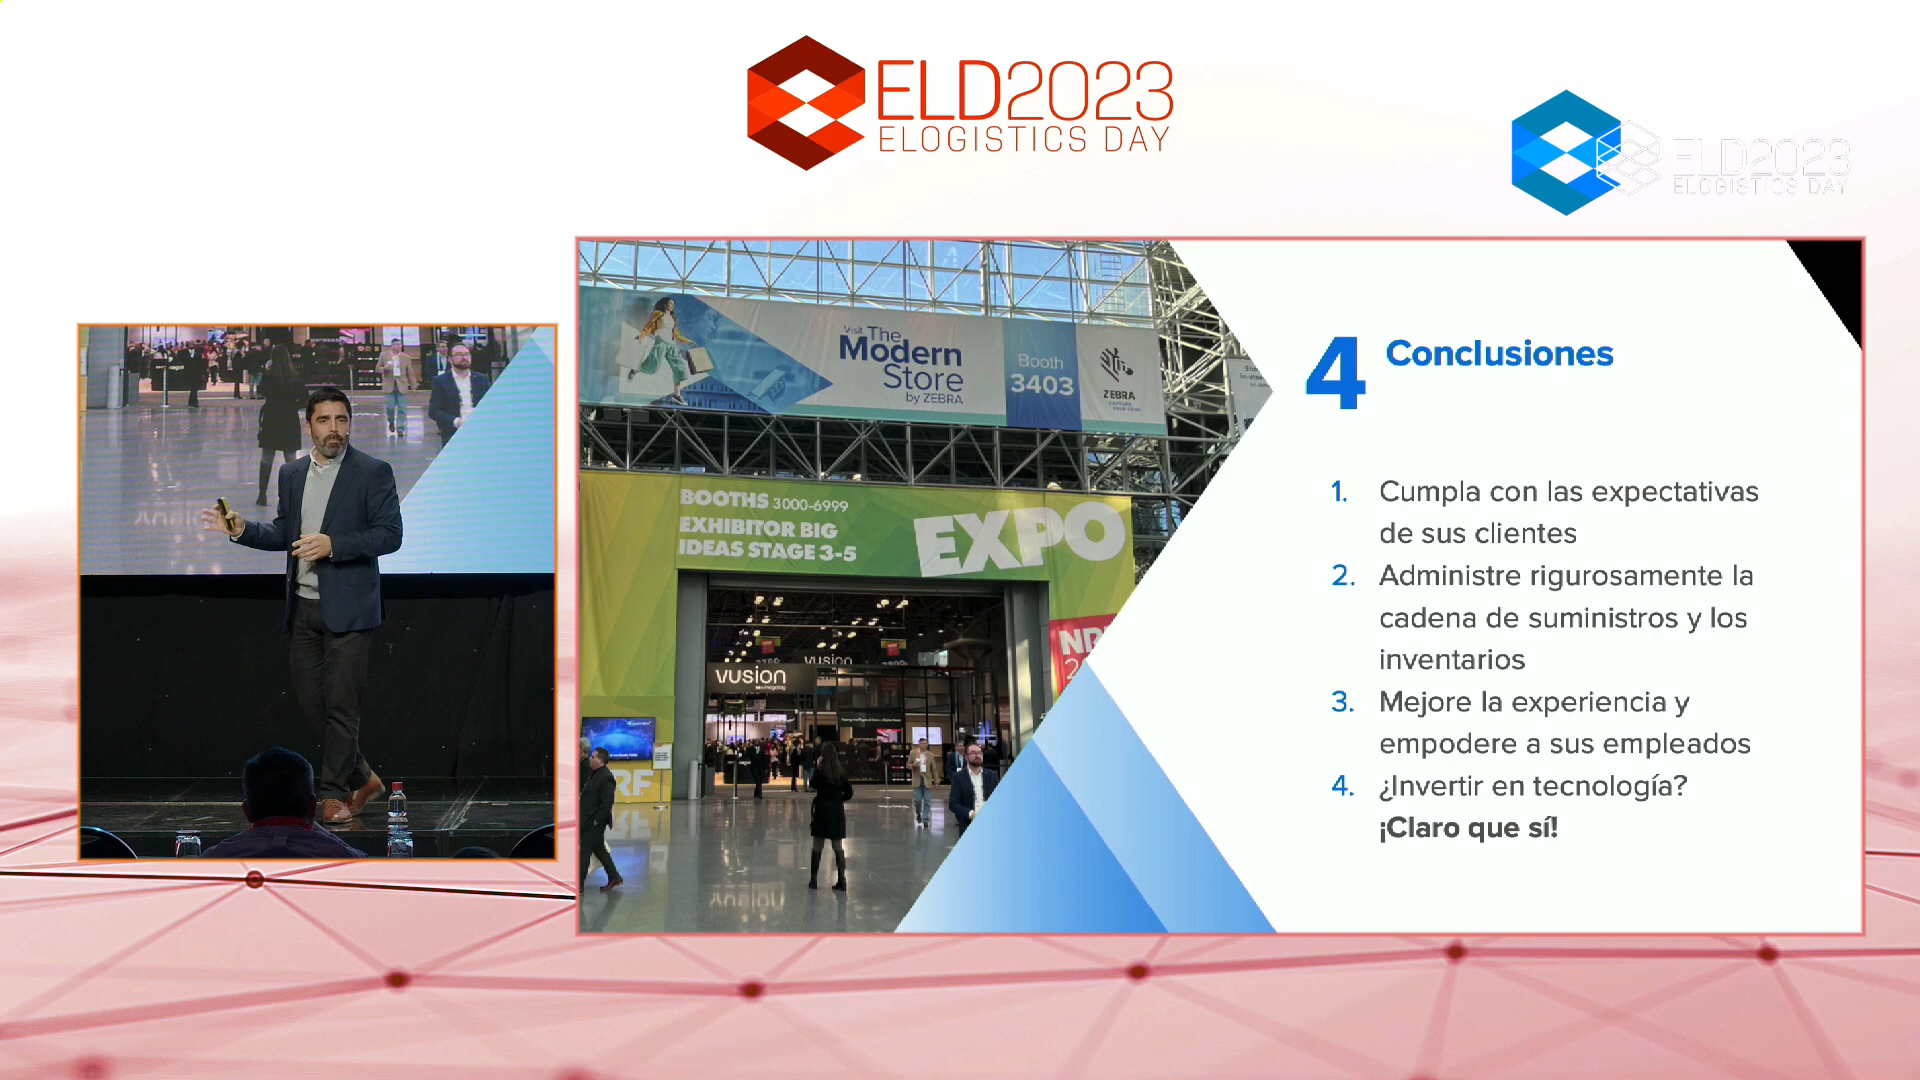 ELD2023
ELOGISTICS DAY
ELD2023
ELOGISTICS DAY
Visit The
Modern
Store
by ZEBRA
Booth
3403
ZEBRA
BOOTHS 3000-6999
EXHIBITOR BIG
IDEAS STAGE 3-5
EXPO
vusion
vusion
RF
4 Conclusiones
1. Cumpla con las expectativas
de sus clientes
2. Administre rigurosamente la
cadena de suministros y los
inventarios
3. Mejore la experiencia y
empodere a sus empleados
4. ¿Invertir en tecnología?
¡Claro que sí!